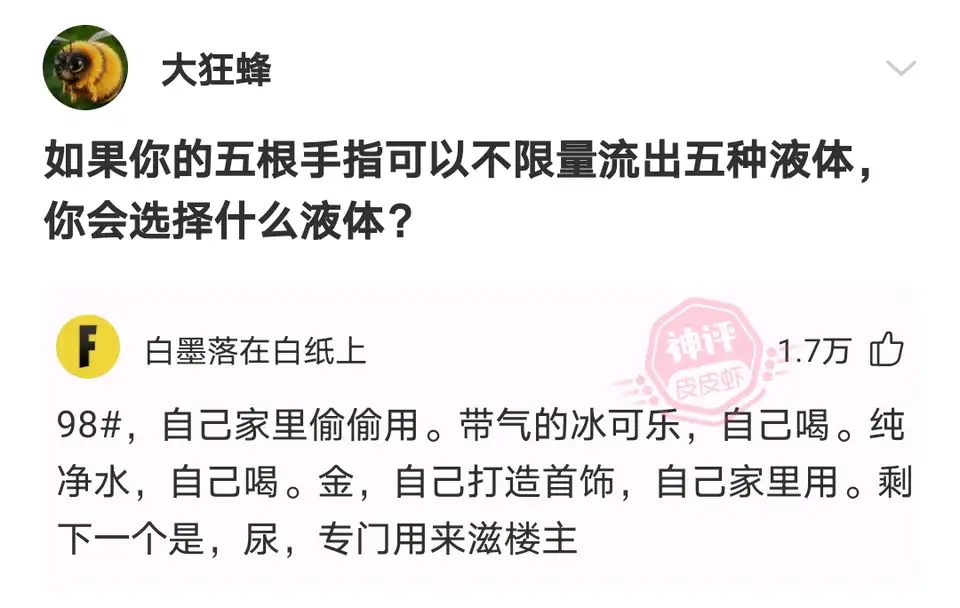 大狂蜂
如果你的五根手指可以不限量流出五种液体，
你会选择什么液体？
F
白墨落在白纸上
神评
皮皮虾
1.7万
98#，自己家里偷偷用。带气的冰可乐，自己喝。纯
净水，自己喝。金，自己打造首饰，自己家里用。剩
下一个是，尿，专门用来滋楼主